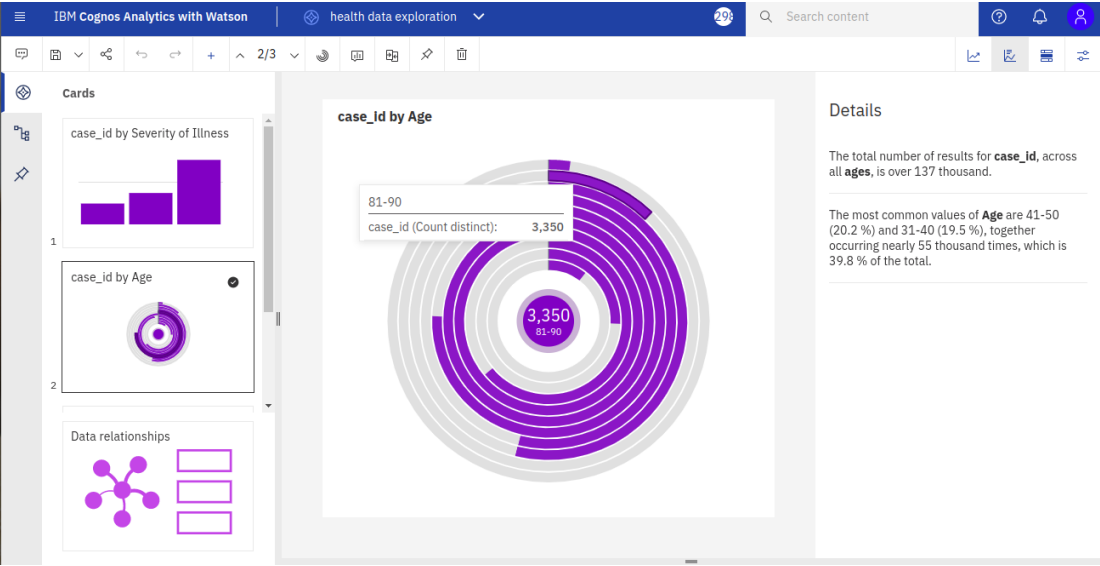 IBM Cognos Analytics with Watson
health data exploration
Search content
2/3
Cards
case_id by Severity of Illness
1
case_id by Age
2
Data relationships
case_id by Age
81-90
case_id (Count distinct): 3,350
3,350
81-90
Details
The total number of results for case_id, across
all ages, is over 137 thousand.
The most common values of Age are 41-50
(20.2 %) and 31-40 (19.5 %), together
occurring nearly 55 thousand times, which is
39.8 % of the total.